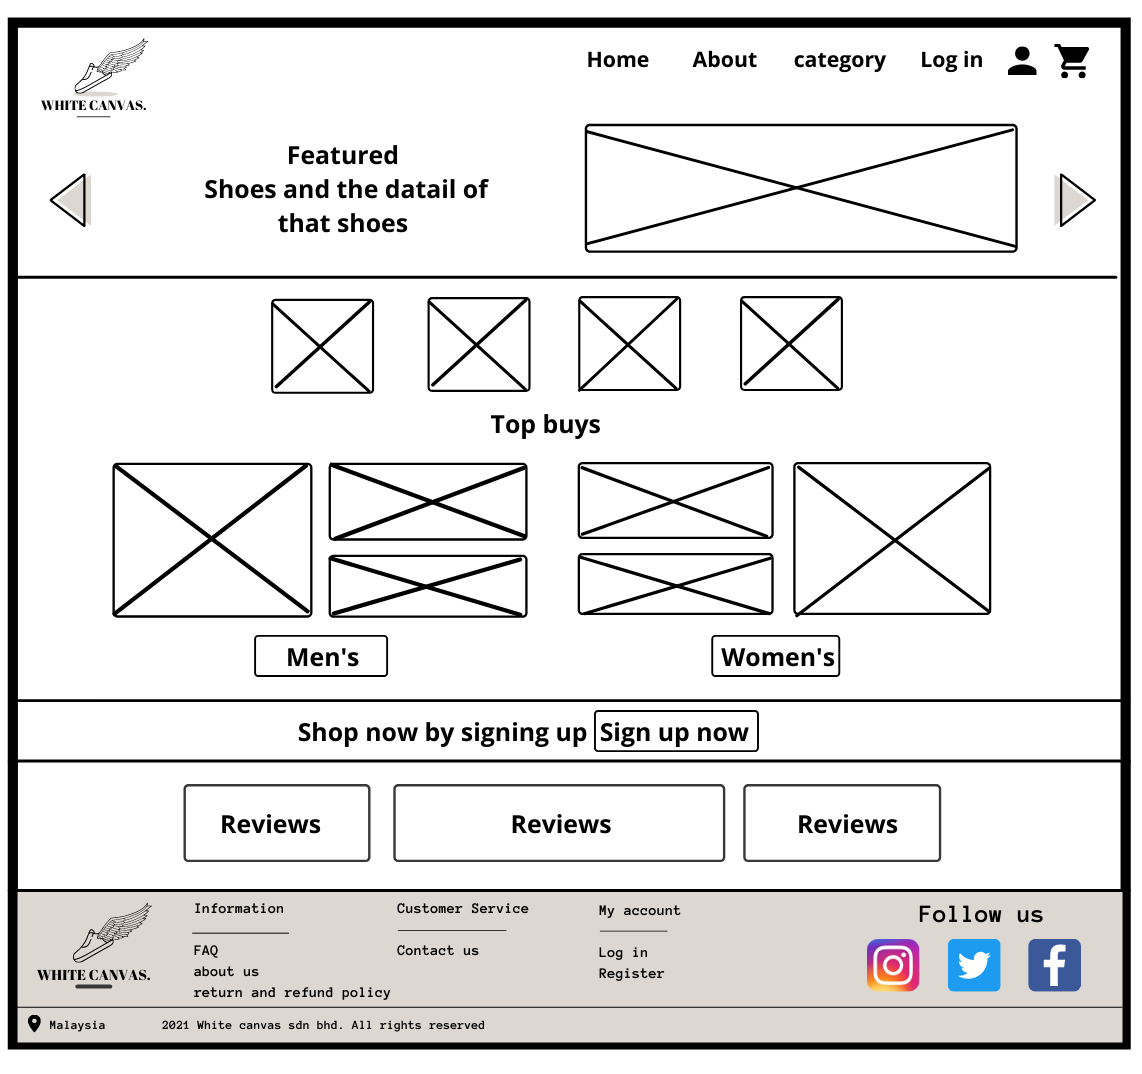 WHITE CANVAS.
Home About category Log in
Featured
Shoes and the datail of
that shoes
Top buys
Men's
Women's
Shop now by signing up Sign up now
Reviews
Reviews
Reviews
WHITE CANVAS.
Information
FAQ
about us
return and refund policy
Customer Service
Contact us
My account
Log in
Register
Follow us
Malaysia
2021 White canvas sdn bhd. All rights reserved